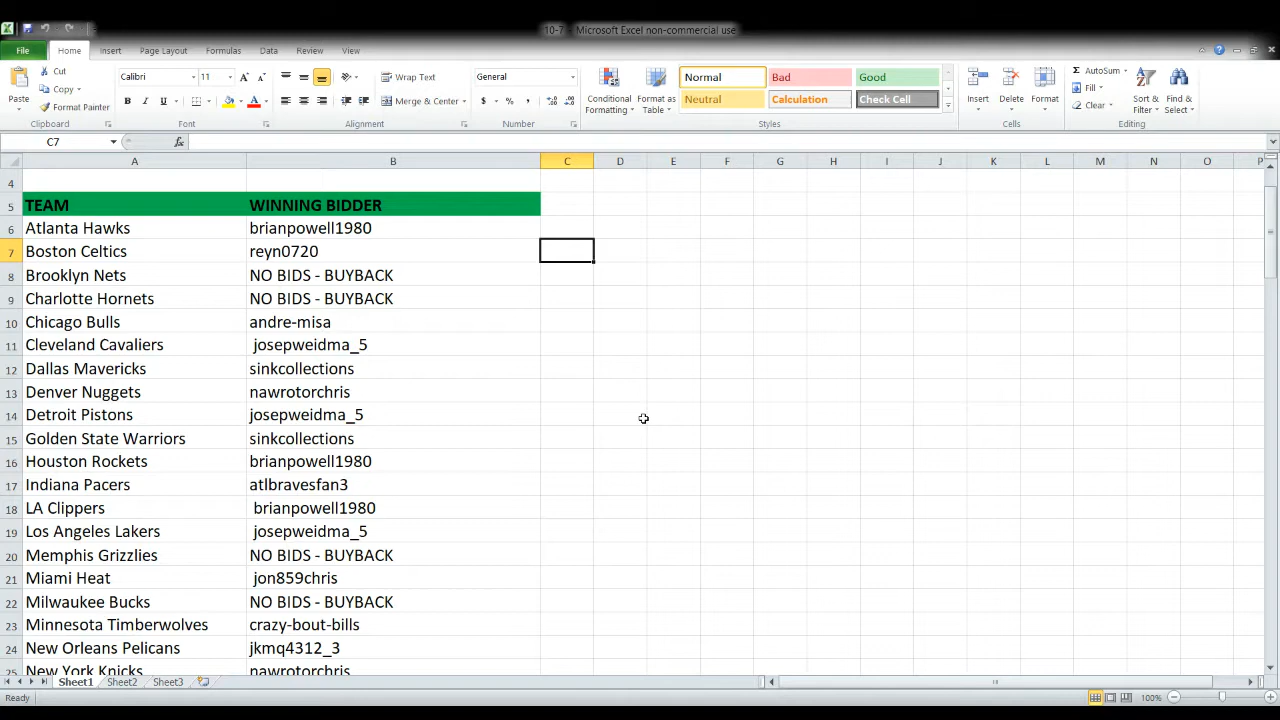 10-7 - Microsoft Excel non-commercial use
File Home Insert Page Layout Formulas Data Review View
Cut
Copy
Format Painter
Paste
Clipboard
Calibri 11
B I U
Font
Wrap Text
Merge & Center
Alignment
General
$ % ,
Number
Conditional Formatting
Format as Table
Normal Bad Good
Neutral Calculation Check Cell
Styles
Insert Delete Format
Cells
AutoSum
Fill
Clear
Sort & Filter
Find & Select
Editing
C7 fx
A B C D E F G H I J K L M N O P
4
5 TEAM WINNING BIDDER
6 Atlanta Hawks brianpowell1980
7 Boston Celtics reyn0720
8 Brooklyn Nets NO BIDS - BUYBACK
9 Charlotte Hornets NO BIDS - BUYBACK
10 Chicago Bulls andre-misa
11 Cleveland Cavaliers josepweidma_5
12 Dallas Mavericks sinkcollections
13 Denver Nuggets nawrotorchris
14 Detroit Pistons josepweidma_5
15 Golden State Warriors sinkcollections
16 Houston Rockets brianpowell1980
17 Indiana Pacers atlbravesfan3
18 LA Clippers brianpowell1980
19 Los Angeles Lakers josepweidma_5
20 Memphis Grizzlies NO BIDS - BUYBACK
21 Miami Heat jon859chris
22 Milwaukee Bucks NO BIDS - BUYBACK
23 Minnesota Timberwolves crazy-bout-bills
24 New Orleans Pelicans jkmq4312_3
25 New York Knicks nawrotorchris
Sheet1 Sheet2 Sheet3
Ready 100%